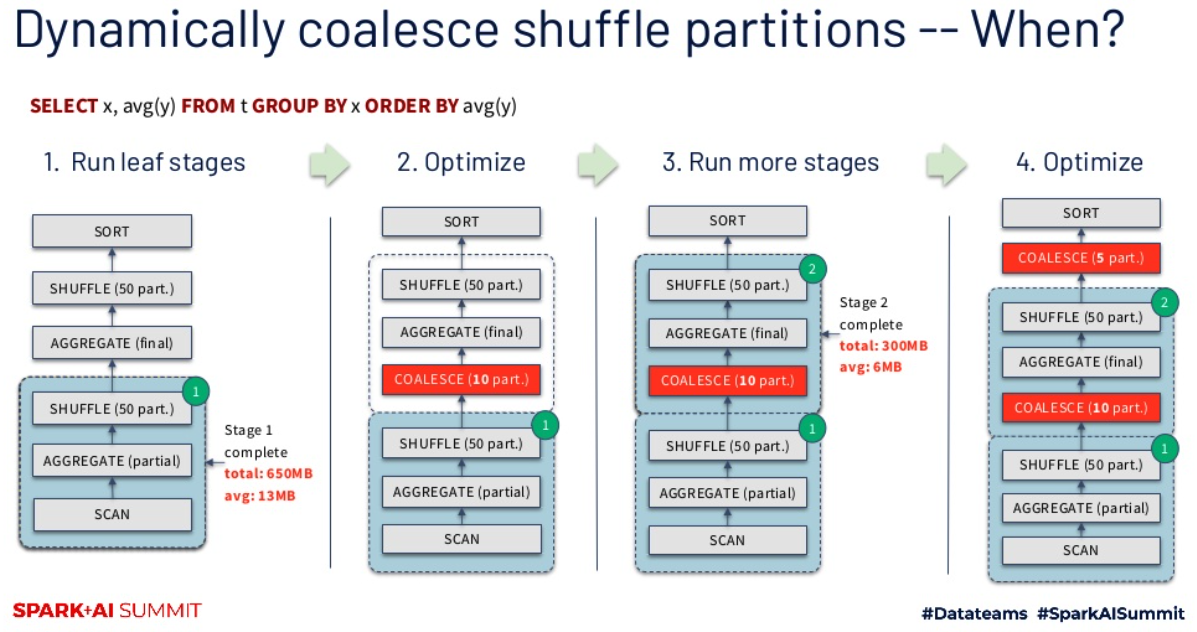 Dynamically coalesce shuffle partitions -- When?
SELECT x, avg(y) FROM t GROUP BY x ORDER BY avg(y)
1. Run leaf stages
SORT
SHUFFLE (50 part.)
AGGREGATE (final)
1
SHUFFLE (50 part.)
AGGREGATE (partial)
SCAN
Stage 1
complete
total: 650MB
avg: 13MB
2. Optimize
SORT
SHUFFLE (50 part.)
AGGREGATE (final)
COALESCE (10 part.)
1
SHUFFLE (50 part.)
AGGREGATE (partial)
SCAN
3. Run more stages
SORT
2
SHUFFLE (50 part.)
AGGREGATE (final)
COALESCE (10 part.)
1
SHUFFLE (50 part.)
AGGREGATE (partial)
SCAN
Stage 2
complete
total: 300MB
avg: 6MB
4. Optimize
SORT
COALESCE (5 part.)
2
SHUFFLE (50 part.)
AGGREGATE (final)
COALESCE (10 part.)
1
SHUFFLE (50 part.)
AGGREGATE (partial)
SCAN
SPARK+AI SUMMIT
#Datateams #SparkAISummit